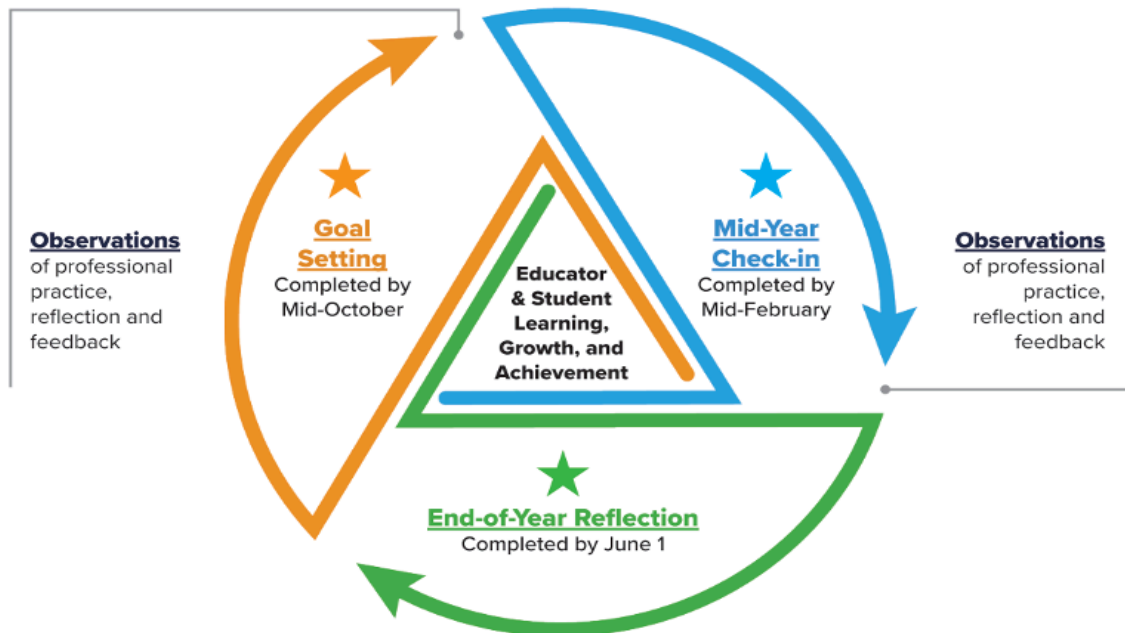 Observations
of professional
practice,
reflection and
feedback
Goal
Setting
Completed by
Mid-October
Educator
& Student
Learning,
Growth, and
Achievement
Mid-Year
Check-in
Completed by
Mid-February
Observations
of professional
practice,
reflection and
feedback
End-of-Year Reflection
Completed by June 1